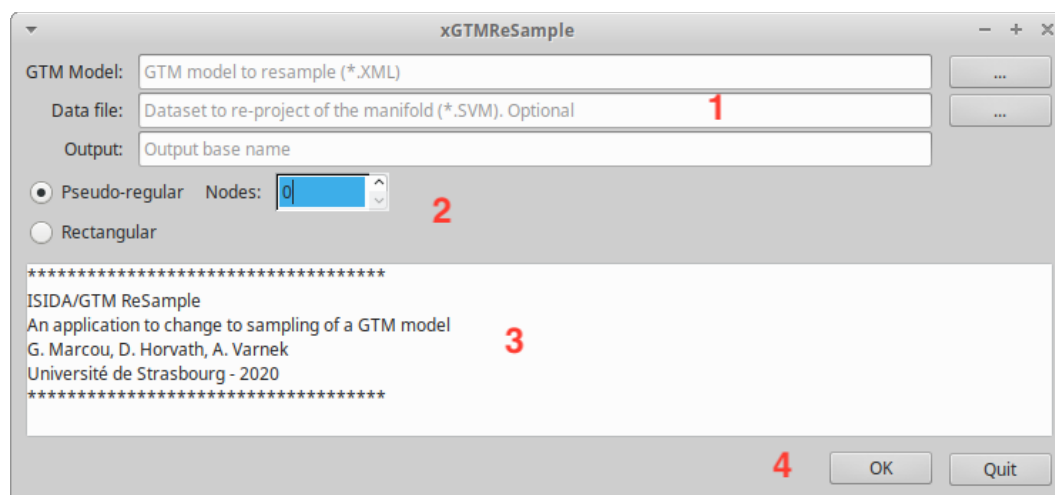 xGTMReSample
GTM Model: GTM model to resample (*.XML) ...
Data file: Dataset to re-project of the manifold (*.SVM). Optional 1 ...
Output: Output base name
Pseudo-regular Nodes: 0 2
Rectangular
************************************
ISIDA/GTM ReSample
An application to change to sampling of a GTM model
G. Marcou, D. Horvath, A. Varnek 3
Université de Strasbourg - 2020
************************************
4 OK Quit